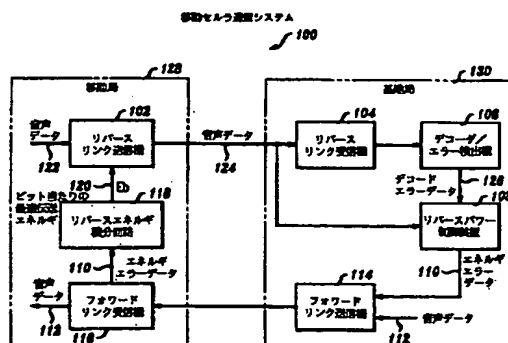 移動セルラ通信システム
100
128
移動局
130
基地局
音声
データ
122
102
リバース
リンク送信機
音声データ
124
104
リバース
リンク受信機
106
デコーダ/
エラー検出機
120
Eb
ビット当たりの
最適伝送
エネルギ
118
リバースエネルギ
積分回路
デコード
エラーデータ
126
108
リバースパワー
制御装置
110
エネルギ
エラーデータ
110
エネルギ
エラー
データ
音声
データ
112
フォワード
リンク受信機
116
114
フォワード
リンク送信機
音声データ
112